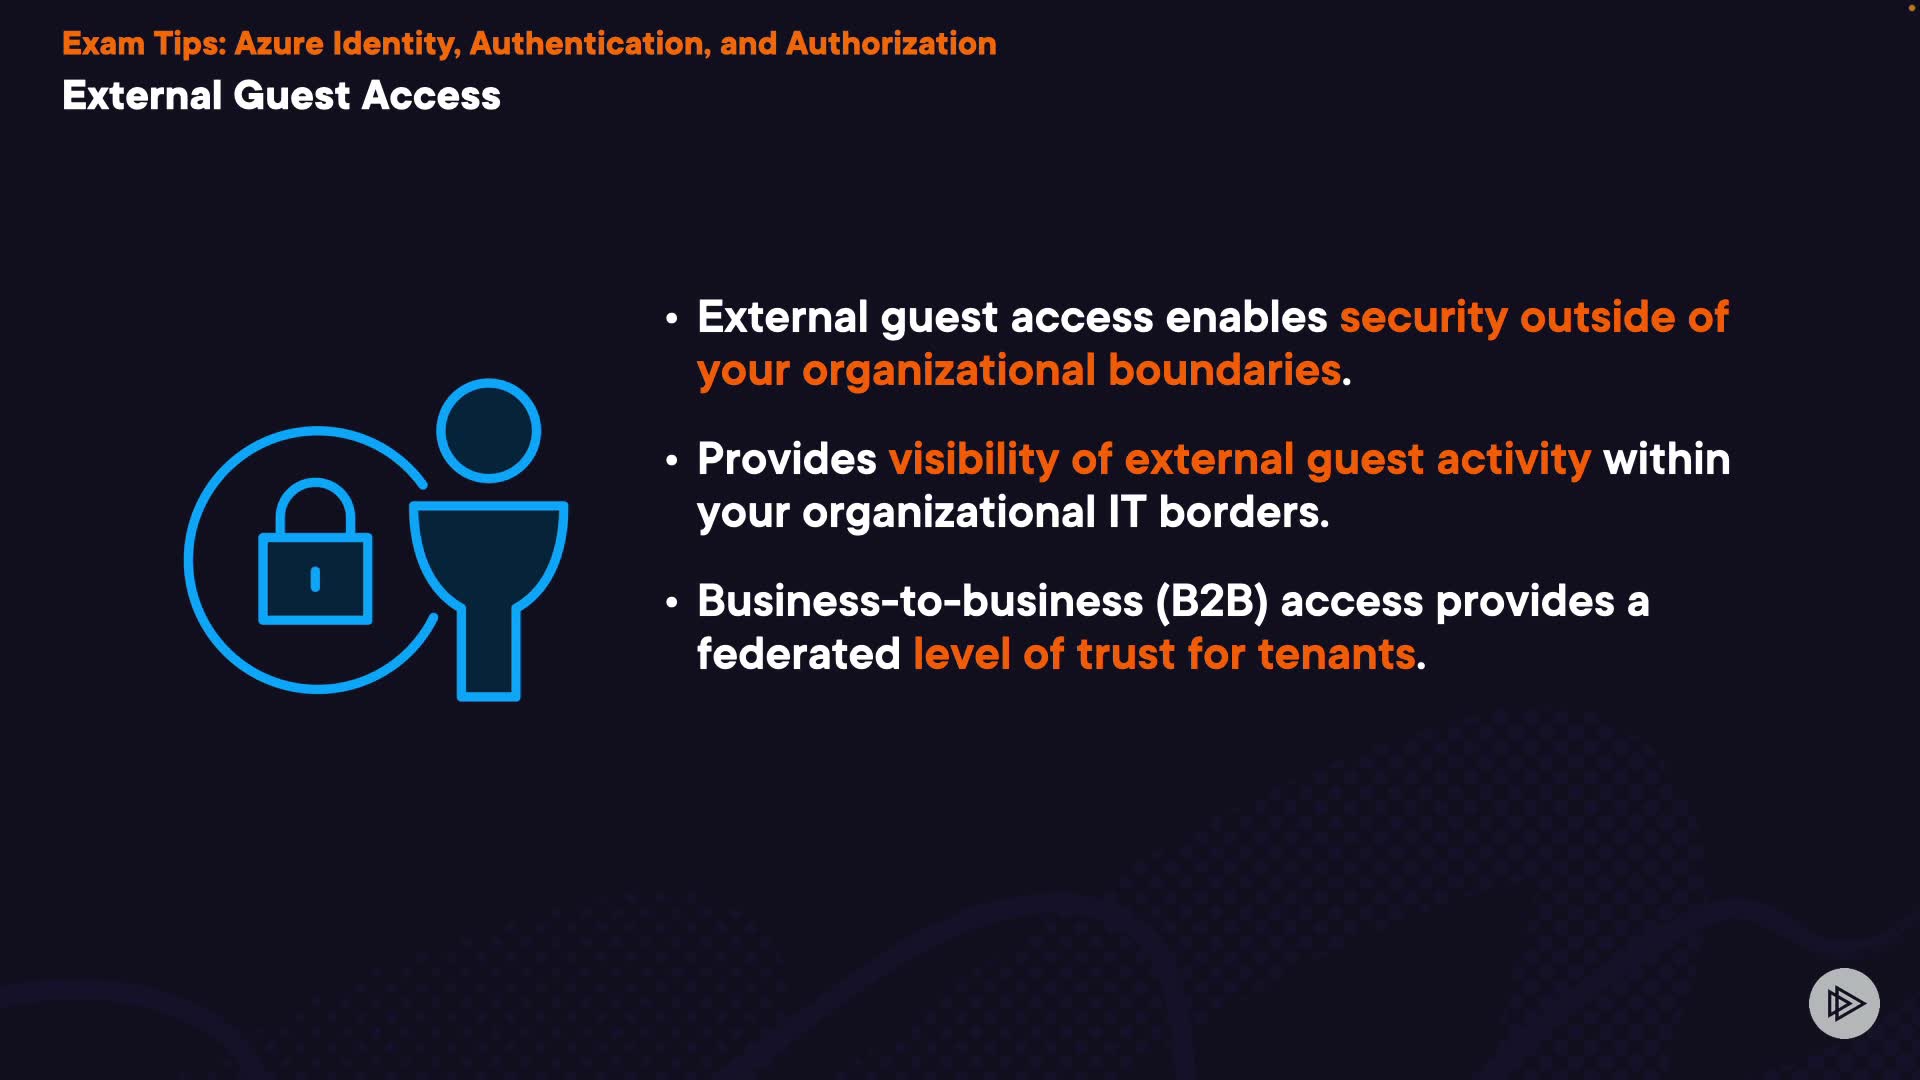 Exam Tips: Azure Identity, Authentication, and Authorization
External Guest Access
• External guest access enables security outside of
your organizational boundaries.
• Provides visibility of external guest activity within
your organizational IT borders.
• Business-to-business (B2B) access provides a
federated level of trust for tenants.